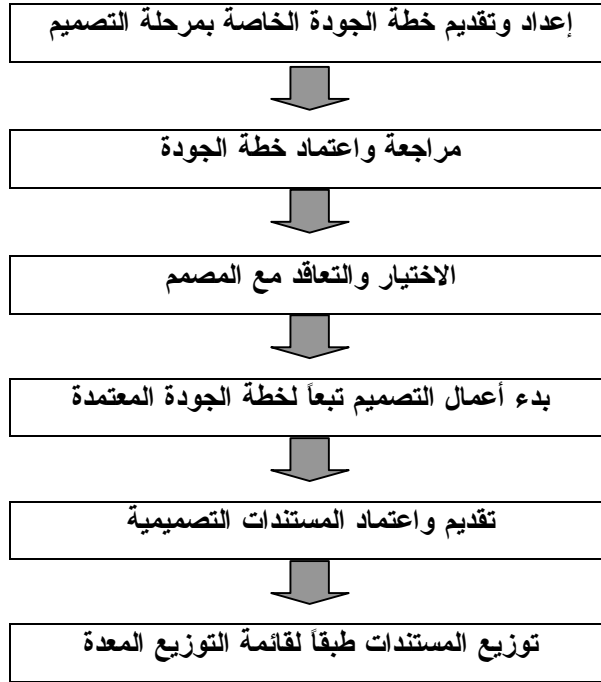 إعداد وتقديم خطة الجودة الخاصة بمرحلة التصميم
مراجعة واعتماد خطة الجودة
الاختيار والتعاقد مع المصمم
بدء أعمال التصميم تبعاً لخطة الجودة المعتمدة
تقديم واعتماد المستندات التصميمية
توزيع المستندات طبقاً لقائمة التوزيع المعدة